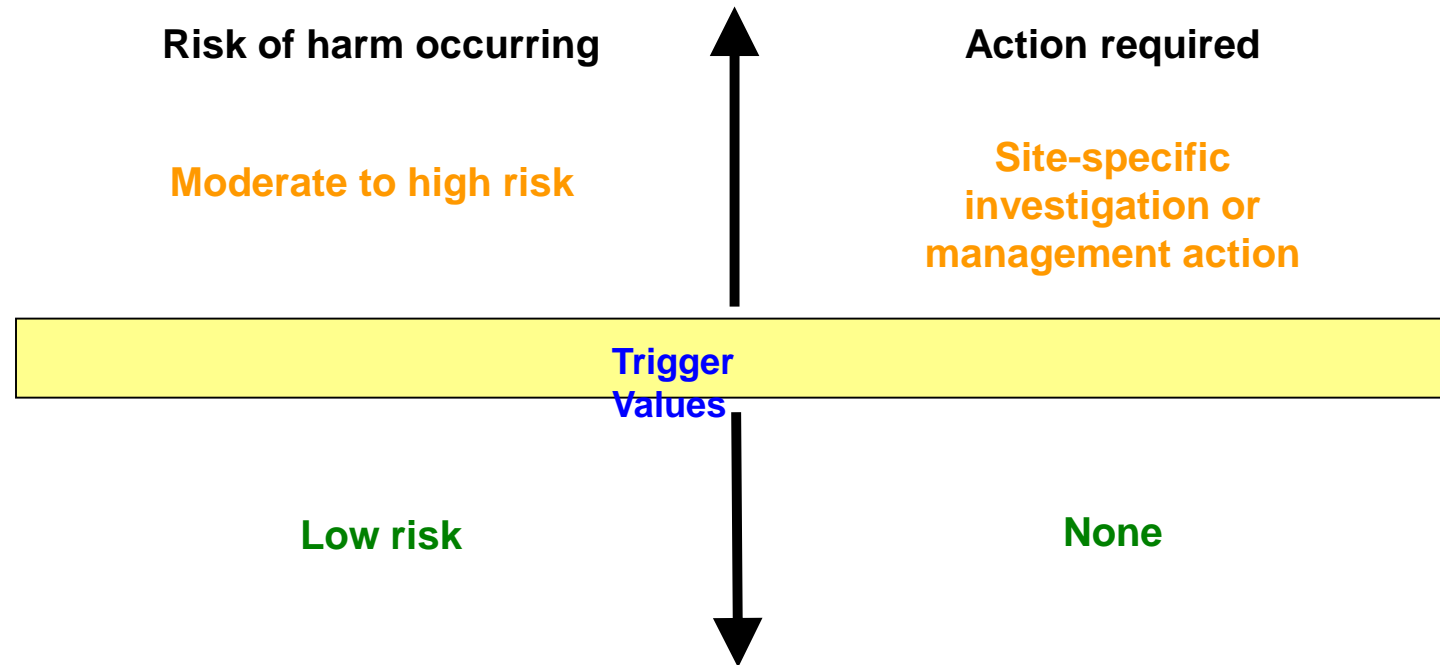 Risk of harm occurring
Action required
Moderate to high risk
Site-specific
investigation or
management action
Trigger
Values
Low risk
None